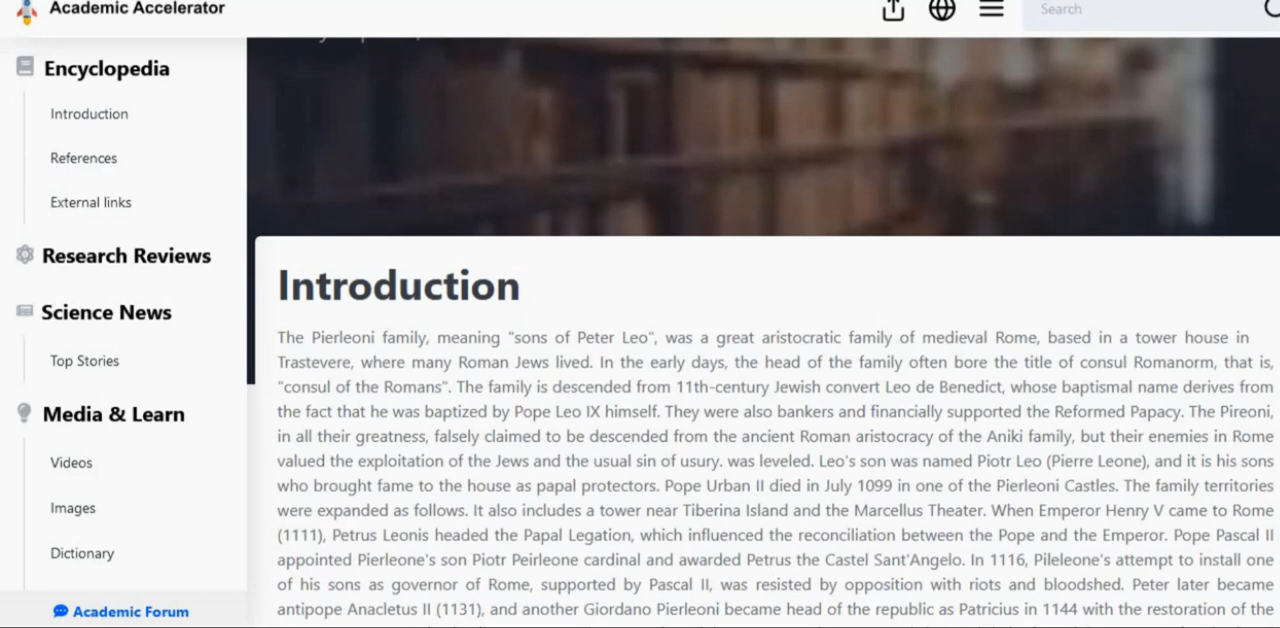 Academic Accelerator
Search
Encyclopedia
Introduction
References
External links
Research Reviews
Science News
Top Stories
Media & Learn
Videos
Images
Dictionary
Academic Forum
Introduction
The Pierleoni family, meaning "sons of Peter Leo", was a great aristocratic family of medieval Rome, based in a tower house in
Trastevere, where many Roman Jews lived. In the early days, the head of the family often bore the title of consul Romanorm, that is,
"consul of the Romans". The family is descended from 11th-century Jewish convert Leo de Benedict, whose baptismal name derives from
the fact that he was baptized by Pope Leo IX himself. They were also bankers and financially supported the Reformed Papacy. The Pireoni,
in all their greatness, falsely claimed to be descended from the ancient Roman aristocracy of the Aniki family, but their enemies in Rome
valued the exploitation of the Jews and the usual sin of usury. was leveled. Leo's son was named Piotr Leo (Pierre Leone), and it is his sons
who brought fame to the house as papal protectors. Pope Urban II died in July 1099 in one of the Pierleoni Castles. The family territories
were expanded as follows. It also includes a tower near Tiberina Island and the Marcellus Theater. When Emperor Henry V came to Rome
(1111), Petrus Leonis headed the Papal Legation, which influenced the reconciliation between the Pope and the Emperor. Pope Pascal II
appointed Pierleone's son Piotr Peirleone cardinal and awarded Petrus the Castel Sant'Angelo. In 1116, Pileleone's attempt to install one
of his sons as governor of Rome, supported by Pascal II, was resisted by opposition with riots and bloodshed. Peter later became
antipope Anacletus II (1131), and another Giordano Pierleoni became head of the republic as Patricius in 1144 with the restoration of the